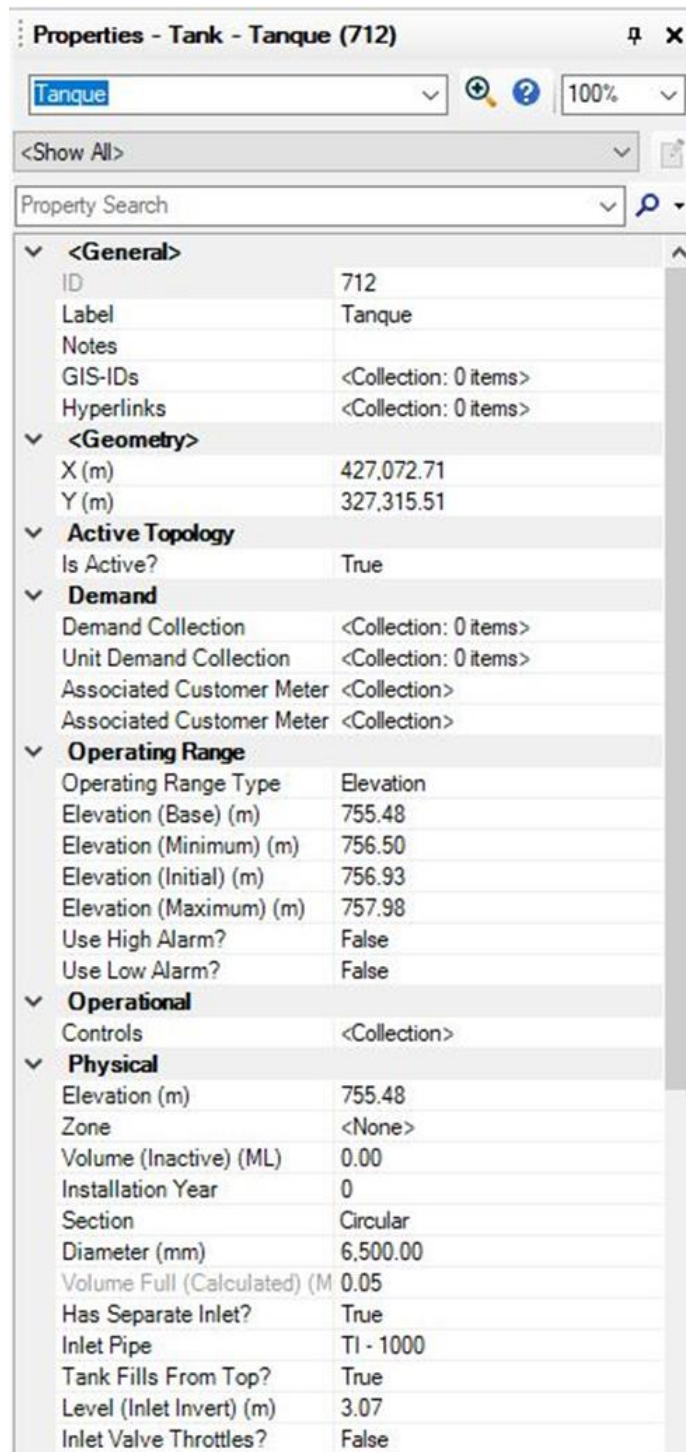 Properties - Tank - Tanque (712)
Tanque 100%
<Show All>
Property Search
<General>
ID 712
Label Tanque
Notes
GIS-IDs <Collection: 0 items>
Hyperlinks <Collection: 0 items>
<Geometry>
X (m) 427,072.71
Y (m) 327,315.51
Active Topology
Is Active? True
Demand
Demand Collection <Collection: 0 items>
Unit Demand Collection <Collection: 0 items>
Associated Customer Meter <Collection>
Associated Customer Meter <Collection>
Operating Range
Operating Range Type Elevation
Elevation (Base) (m) 755.48
Elevation (Minimum) (m) 756.50
Elevation (Initial) (m) 756.93
Elevation (Maximum) (m) 757.98
Use High Alarm? False
Use Low Alarm? False
Operational
Controls <Collection>
Physical
Elevation (m) 755.48
Zone <None>
Volume (Inactive) (ML) 0.00
Installation Year 0
Section Circular
Diameter (mm) 6,500.00
Volume Full (Calculated) (M 0.05
Has Separate Inlet? True
Inlet Pipe TI - 1000
Tank Fills From Top? True
Level (Inlet Invert) (m) 3.07
Inlet Valve Throttles? False